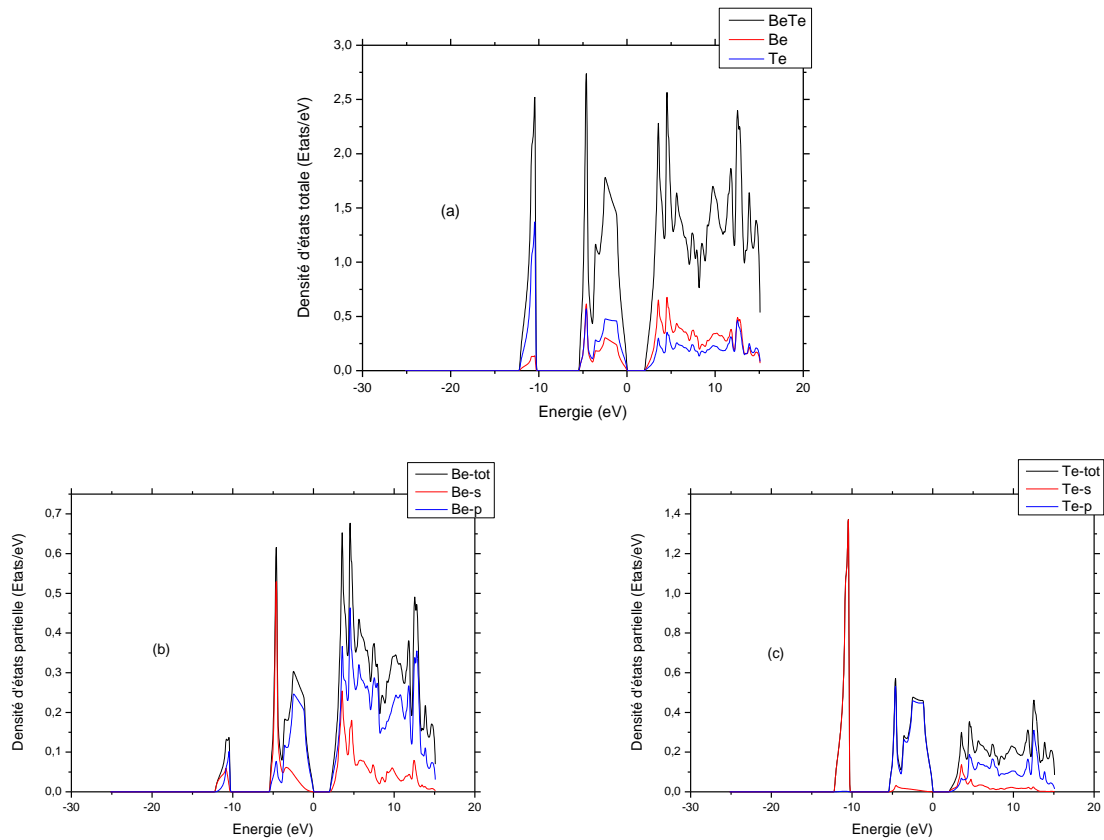 BeTe
Be
Te
3,0
2,5
2,0
1,5
1,0
0,5
0,0
Densité d'états totale (Etats/eV)
(a)
-30 -20 -10 0 10 20
Energie (eV)
Be-tot
Be-s
Be-p
0,7
0,6
0,5
0,4
0,3
0,2
0,1
0,0
Densité d'états partielle (Etats/eV)
(b)
-30 -20 -10 0 10 20
Energie (eV)
Te-tot
Te-s
Te-p
1,4
1,2
1,0
0,8
0,6
0,4
0,2
0,0
Densité d'états partielle (Etats/eV)
(c)
-30 -20 -10 0 10 20
Energie (eV)